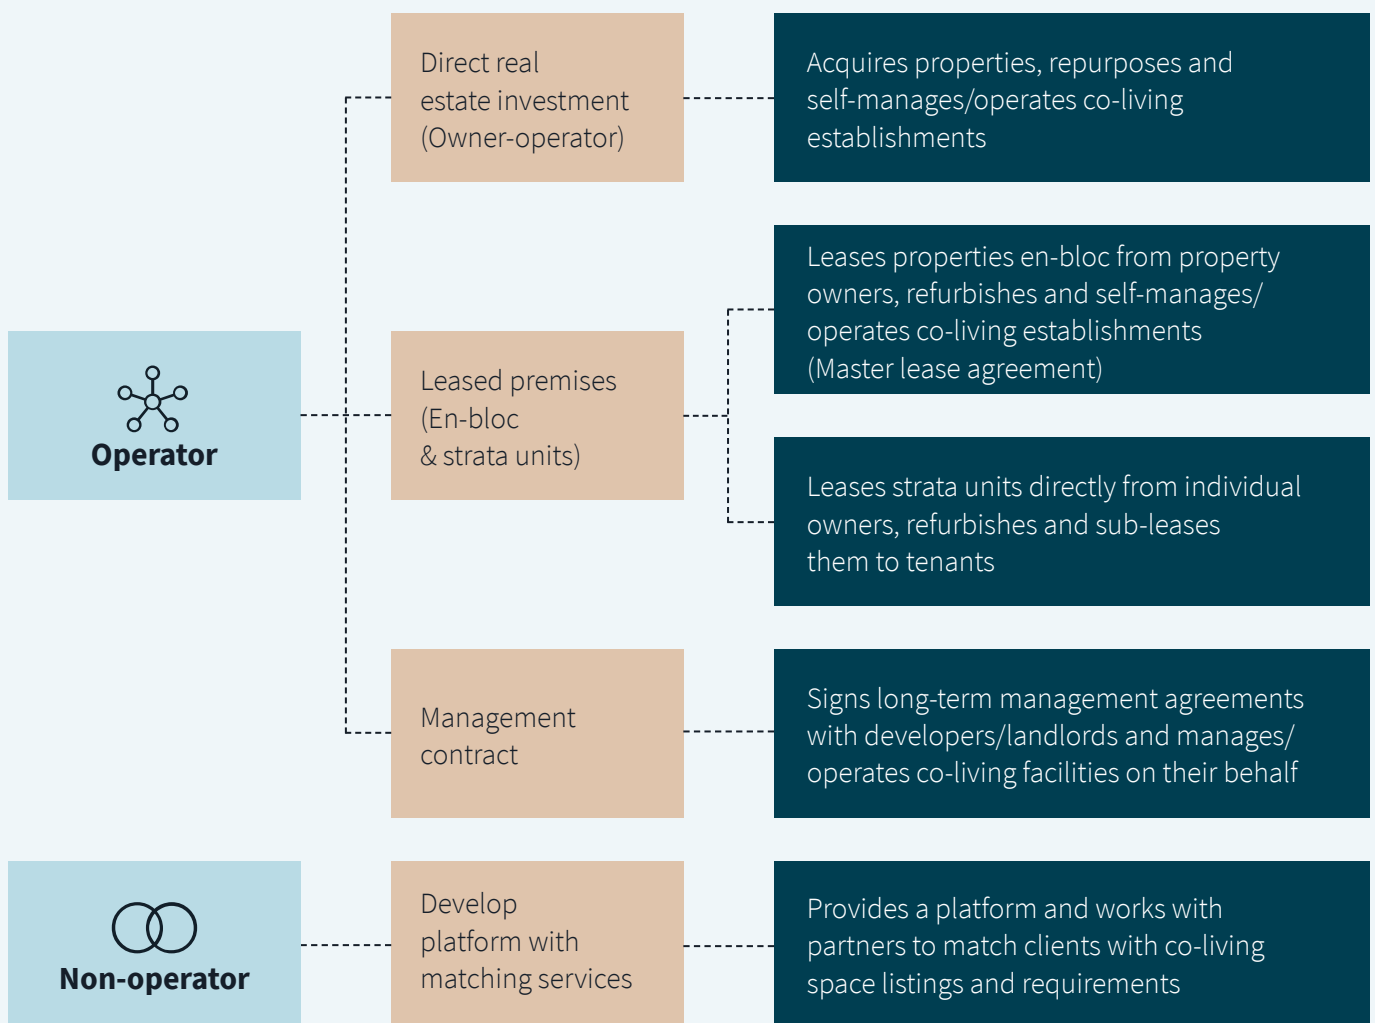 Operator
Direct real
estate investment
(Owner-operator)
Acquires properties, repurposes and
self-manages/operates co-living
establishments
Leased premises
(En-bloc
& strata units)
Leases properties en-bloc from property
owners, refurbishes and self-manages/
operates co-living establishments
(Master lease agreement)
Leases strata units directly from individual
owners, refurbishes and sub-leases
them to tenants
Management
contract
Signs long-term management agreements
with developers/landlords and manages/
operates co-living facilities on their behalf
Non-operator
Develop
platform with
matching services
Provides a platform and works with
partners to match clients with co-living
space listings and requirements